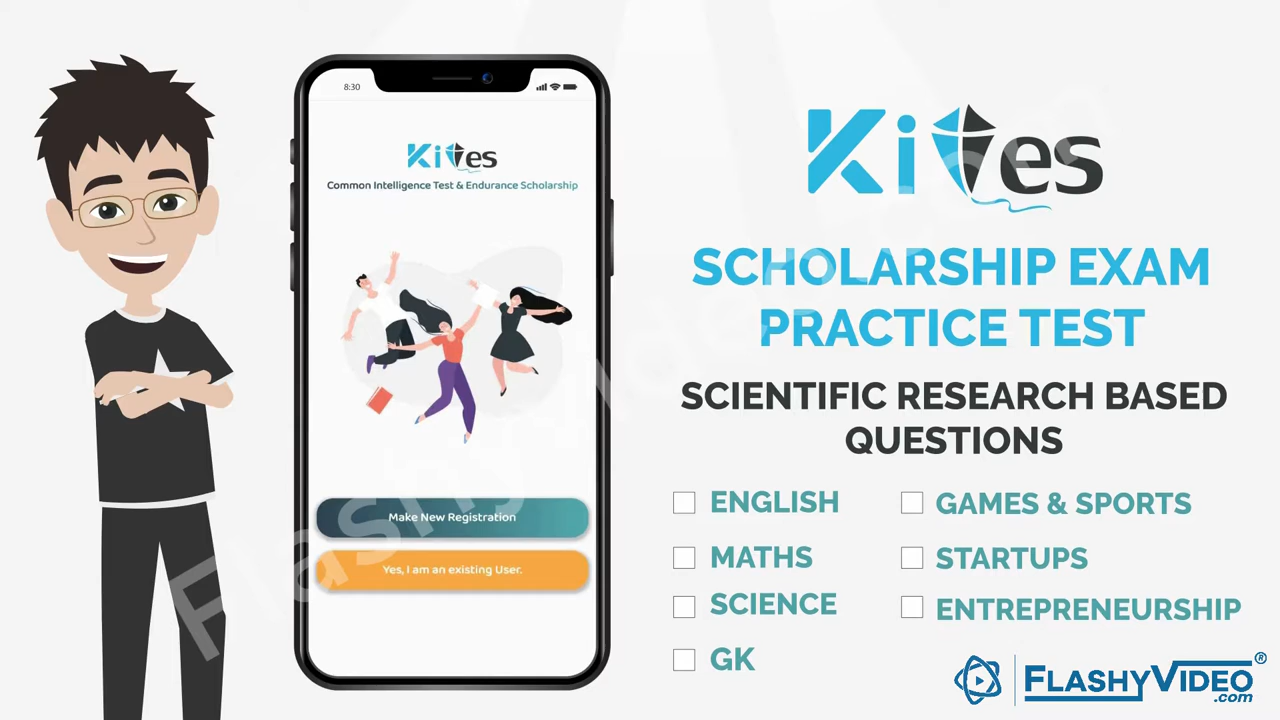 8:30
Kites
Common Intelligence Test & Endurance Scholarship
Make New Registration
Yes, I am an existing User.
Kites
SCHOLARSHIP EXAM
PRACTICE TEST
SCIENTIFIC RESEARCH BASED
QUESTIONS
ENGLISH
MATHS
SCIENCE
GK
GAMES & SPORTS
STARTUPS
ENTREPRENEURSHIP
FLASHYVIDEO®
.com